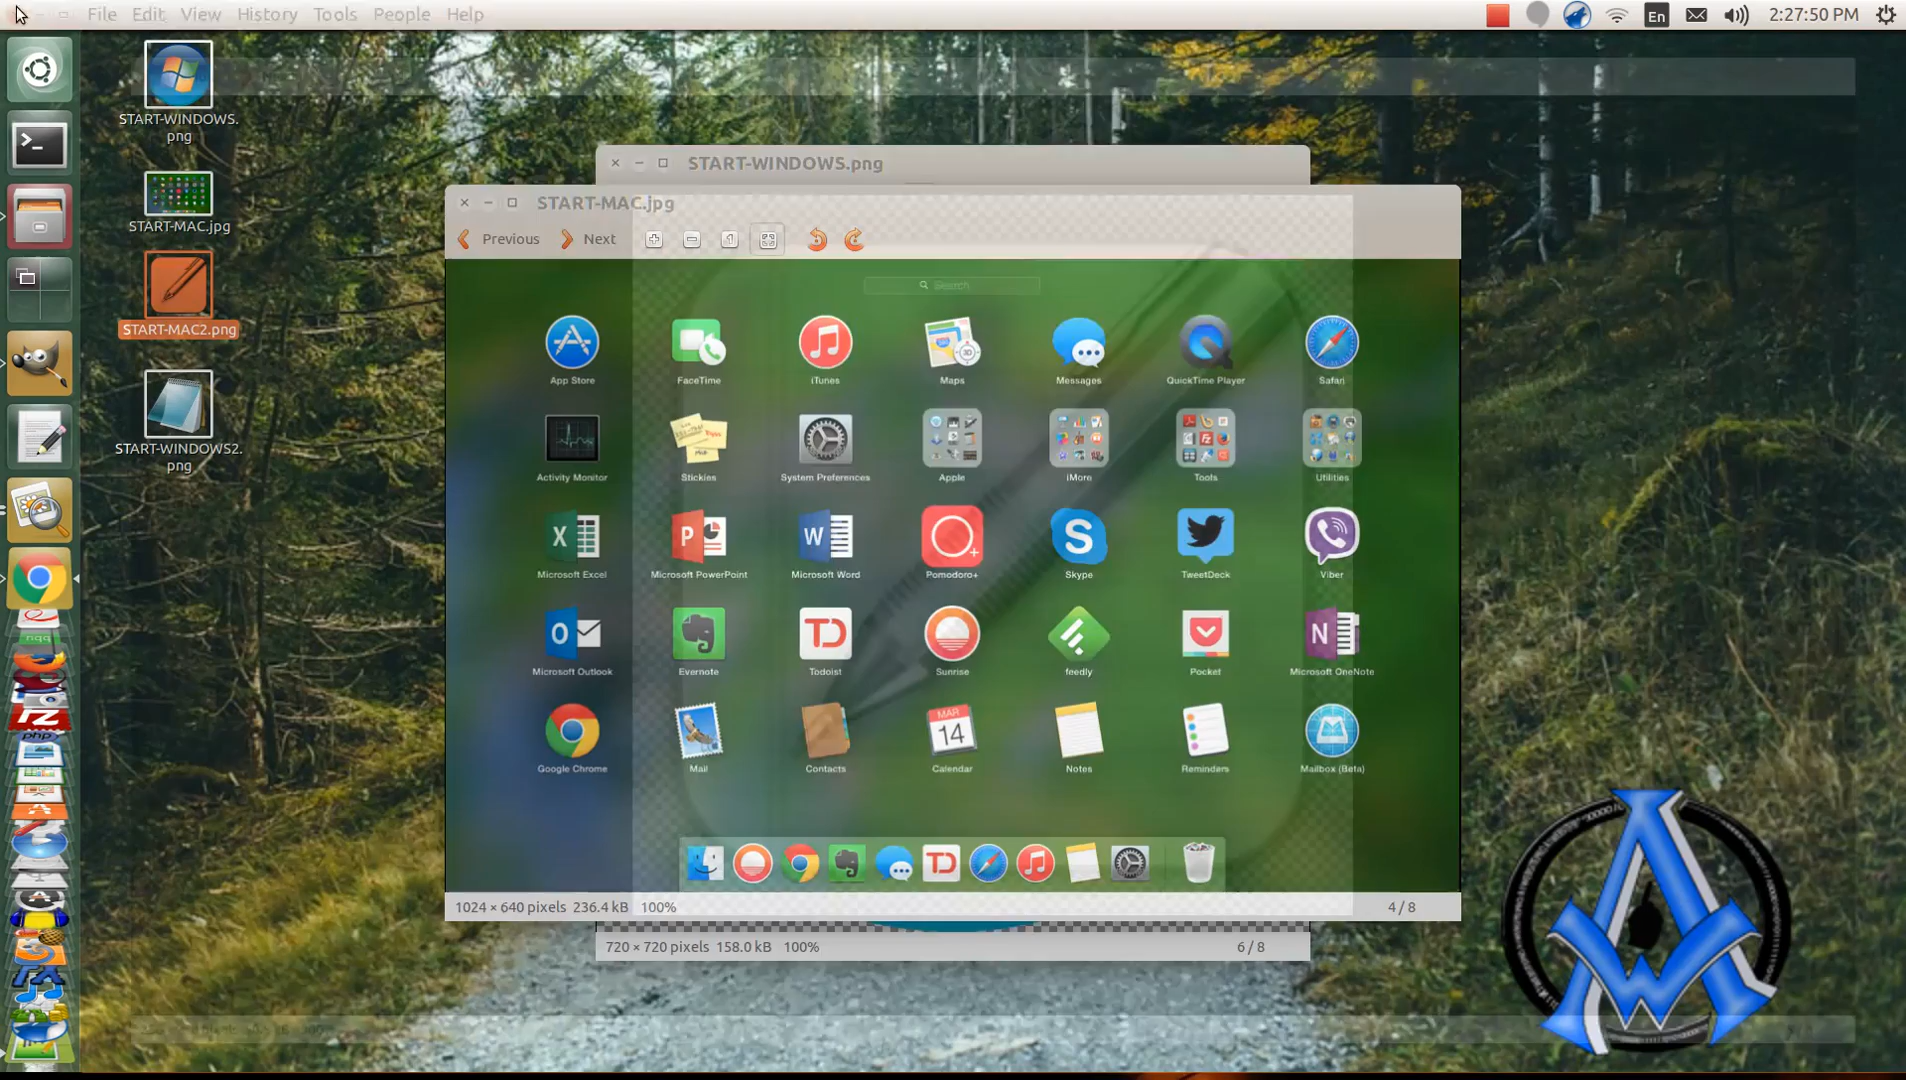 File Edit View History Tools People Help
En
2:27:50 PM
START-WINDOWS.
png
START-MAC.jpg
START-MAC2.png
START-WINDOWS2.
png
START-WINDOWS.png
START-MAC.jpg
Previous Next
Search
App Store FaceTime iTunes Maps Messages QuickTime Player Safari
Activity Monitor Stickies System Preferences Apple iMore Tools Utilities
Microsoft Excel Microsoft PowerPoint Microsoft Word Pomodoro+ Skype TweetDeck Viber
Microsoft Outlook Evernote Todoist Sunrise feedly Pocket Microsoft OneNote
MAR
14
Google Chrome Mail Contacts Calendar Notes Reminders Mailbox (Beta)
1024 × 640 pixels 236.4 kB 100% 4 / 8
720 × 720 pixels 158.0 kB 100% 6 / 8